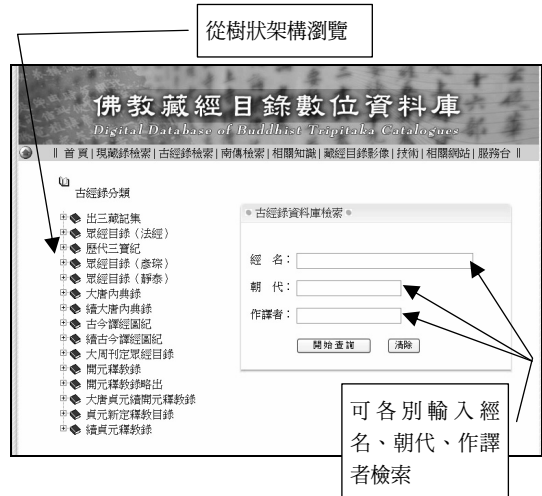 從樹狀架構瀏覽
佛教藏經目錄數位資料庫
Digital Database of Buddhist Tripitaka Catalogues
‖ 首頁 | 現藏錄檢索 | 古經錄檢索 | 南傳檢索 | 相關知識 | 藏經目錄影像 | 技術 | 相關網站 | 服務台 ‖
古經錄分類
出三藏記集
眾經目錄（法經）
歷代三寶紀
眾經目錄（彥琮）
眾經目錄（靜泰）
大唐內典錄
續大唐內典錄
古今譯經圖紀
續古今譯經圖紀
大周刊定眾經目錄
開元釋教錄
開元釋教錄略出
大唐貞元續開元釋教錄
貞元新定釋教目錄
續貞元釋教錄
古經錄資料庫檢索
經 名：
朝 代：
作譯者：
開始查詢 清除
可各別輸入經
名、朝代、作譯
者檢索